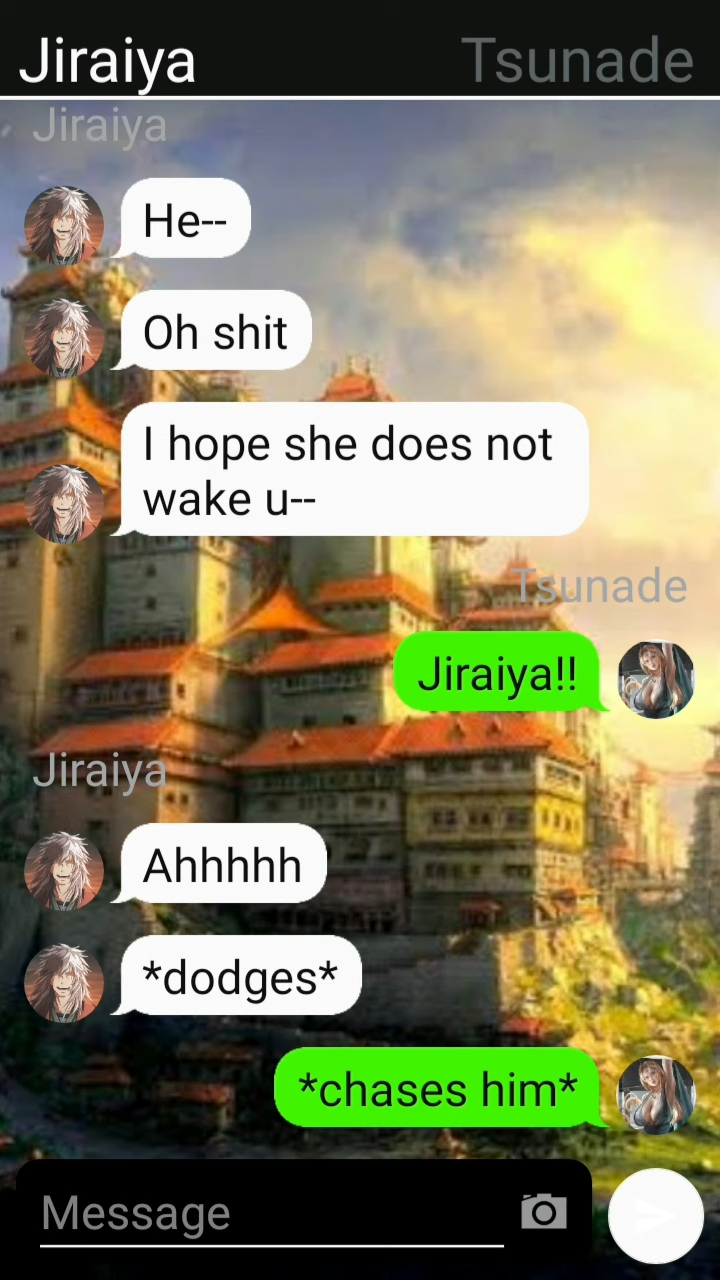 Jiraiya Tsunade
Jiraiya
He--
Oh shit
I hope she does not
wake u--
Tsunade
Jiraiya!!
Jiraiya
Ahhhhh
*dodges*
*chases him*
Message